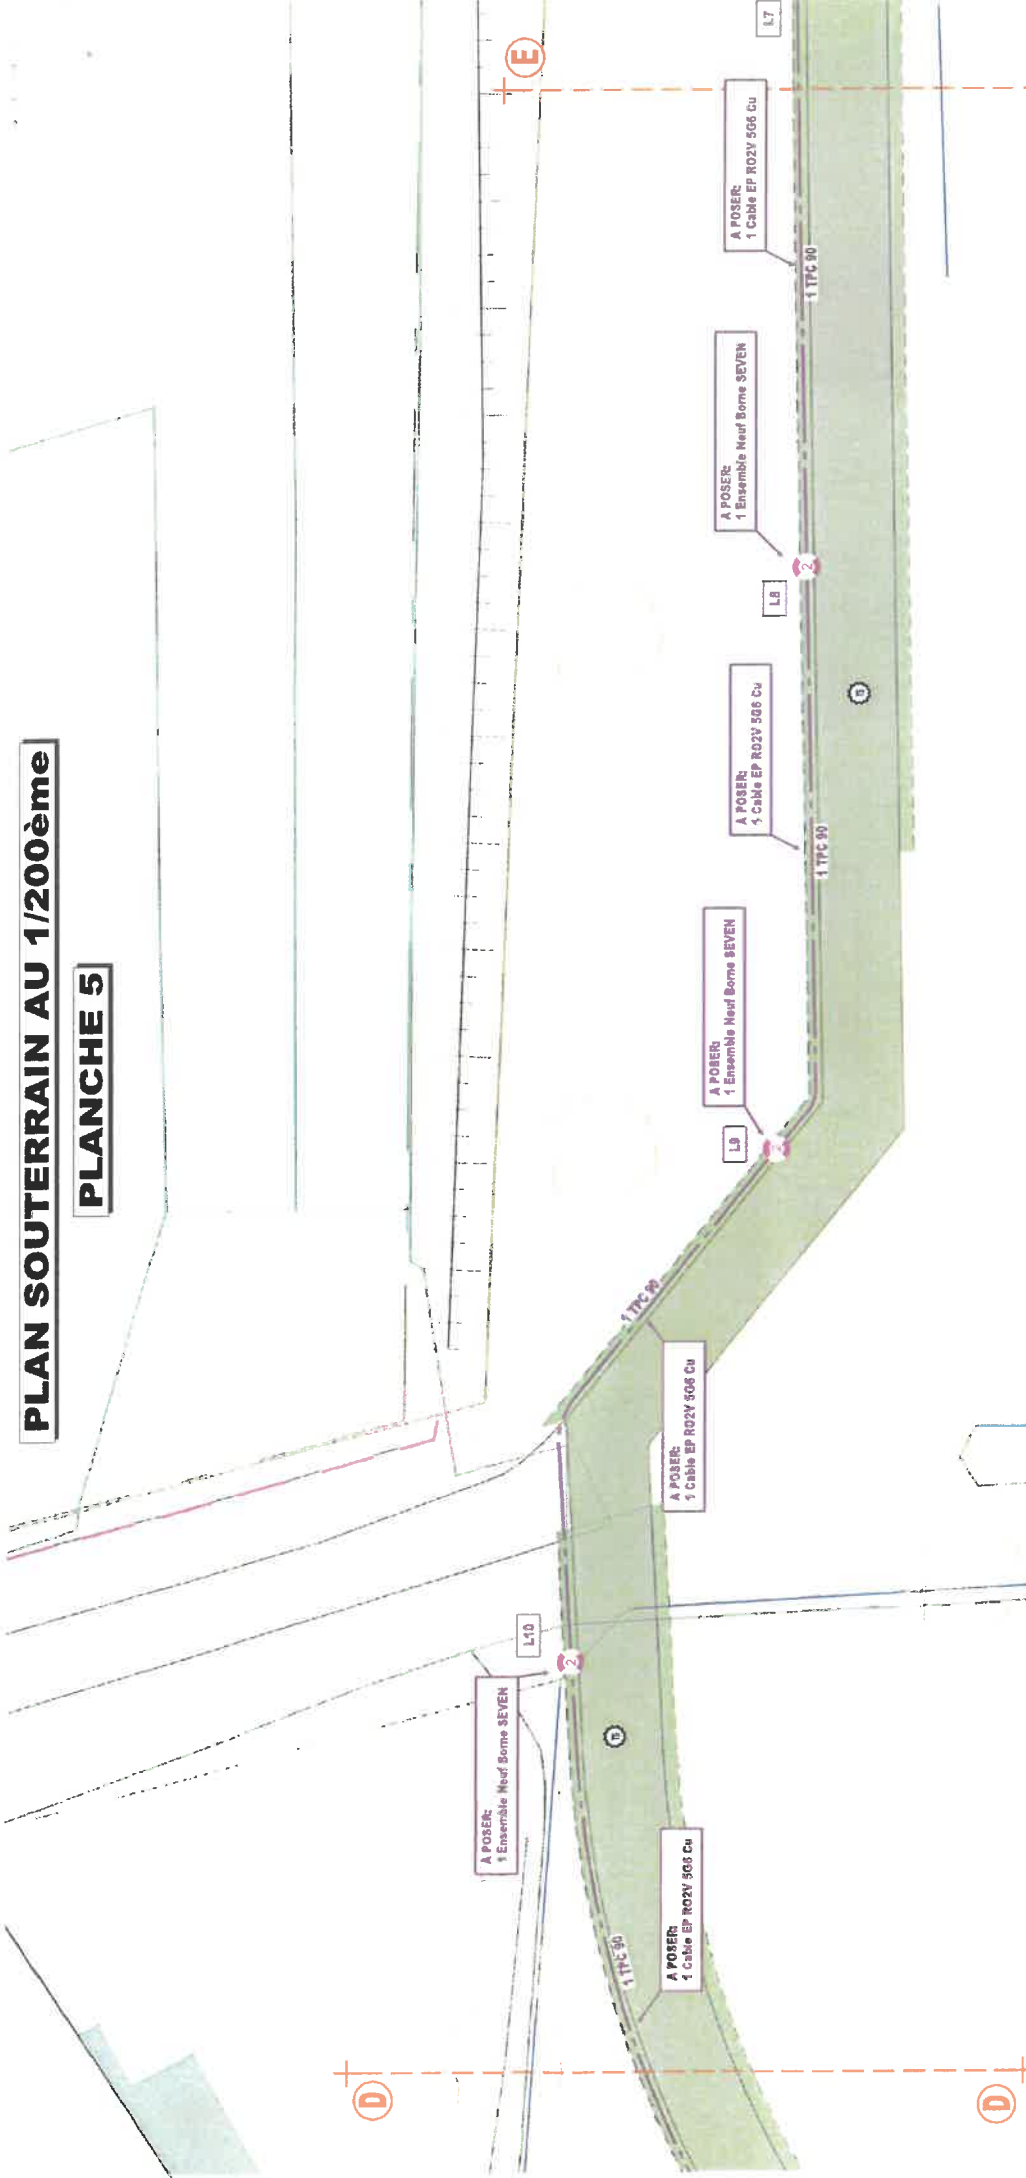 PLAN SOUTERRAIN AU 1/200ème
PLANCHE 5
D
A POSER:
1 Ensemble Neuf Borne SEVEN
L10
2
1 TPC 90
A POSER:
1 Cable EP RO2V 5G6 Cu
D
A POSER:
1 Cable EP RO2V 5G6 Cu
1 TPC 90
L9
2
A POSER:
1 Ensemble Neuf Borne SEVEN
A POSER:
1 Cable EP RO2V 5G6 Cu
1 TPC 90
L8
2
A POSER:
1 Ensemble Neuf Borne SEVEN
A POSER:
1 Cable EP RO2V 5G6 Cu
1 TPC 90
L7
E